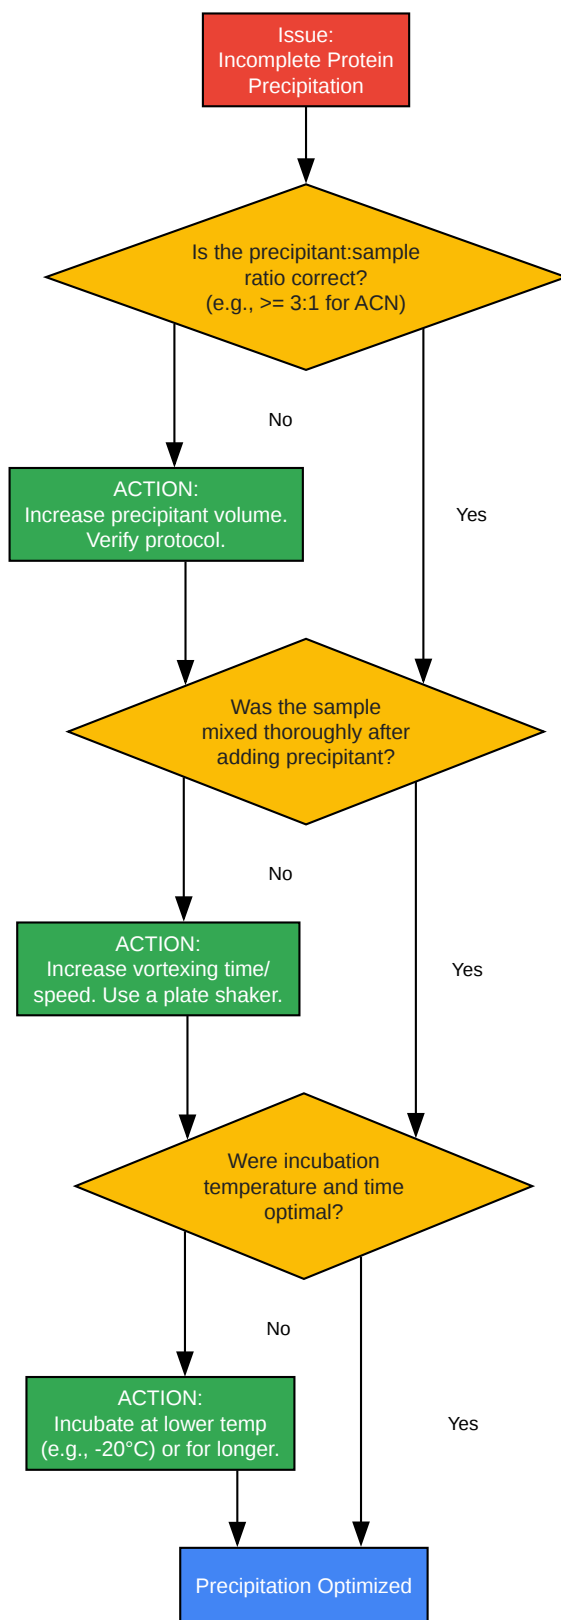 Issue:
Incomplete Protein
Precipitation
Is the precipitant:sample
ratio correct?
(e.g., >= 3:1 for ACN)
No
ACTION:
Increase precipitant volume.
Verify protocol.
Yes
Was the sample
mixed thoroughly after
adding precipitant?
No
ACTION:
Increase vortexing time/
speed. Use a plate shaker.
Yes
Were incubation
temperature and time
optimal?
No
ACTION:
Incubate at lower temp
(e.g., -20°C) or for longer.
Yes
Precipitation Optimized